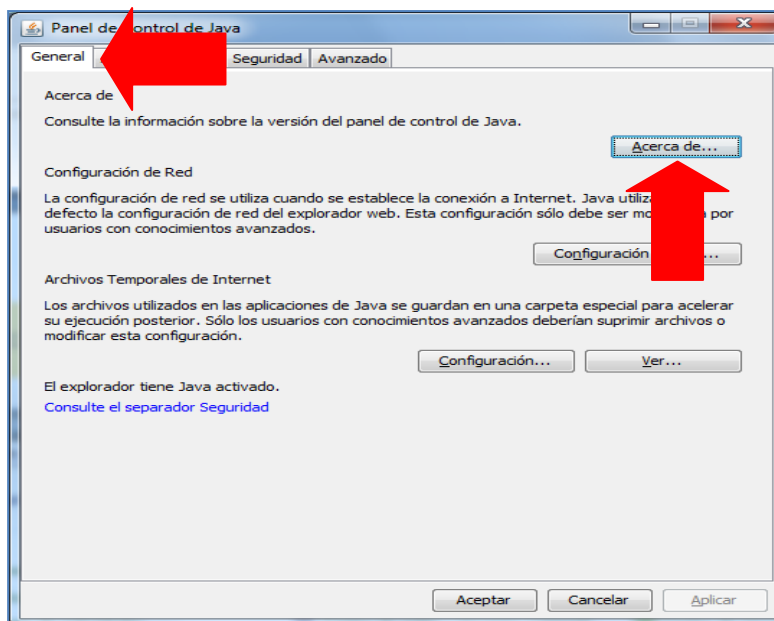 Panel de control de Java
General Seguridad Avanzado
Acerca de
Consulte la información sobre la versión del panel de control de Java.
Acerca de...
Configuración de Red
La configuración de red se utiliza cuando se establece la conexión a Internet. Java utiliza
defecto la configuración de red del explorador web. Esta configuración sólo debe ser por
usuarios con conocimientos avanzados.
Configuración ...
Archivos Temporales de Internet
Los archivos utilizados en las aplicaciones de Java se guardan en una carpeta especial para acelerar
su ejecución posterior. Sólo los usuarios con conocimientos avanzados deberían suprimir archivos o
modificar esta configuración.
Configuración... Ver...
El explorador tiene Java activado.
Consulte el separador Seguridad
Aceptar Cancelar Aplicar